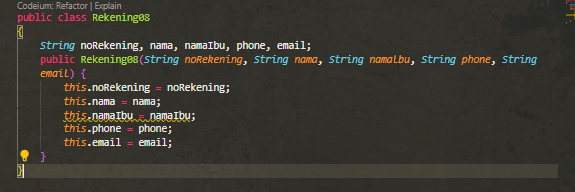 Codeium: Refactor | Explain
public class Rekening08
{
String noRekening, nama, namaIbu, phone, email;
public Rekening08(String noRekening, String nama, String namalbu, String phone, String
email) {
this.noRekening = noRekening;
this.nama = nama;
this.namaIbu = namaIbu;
this.phone = phone;
this.email = email;
}
}